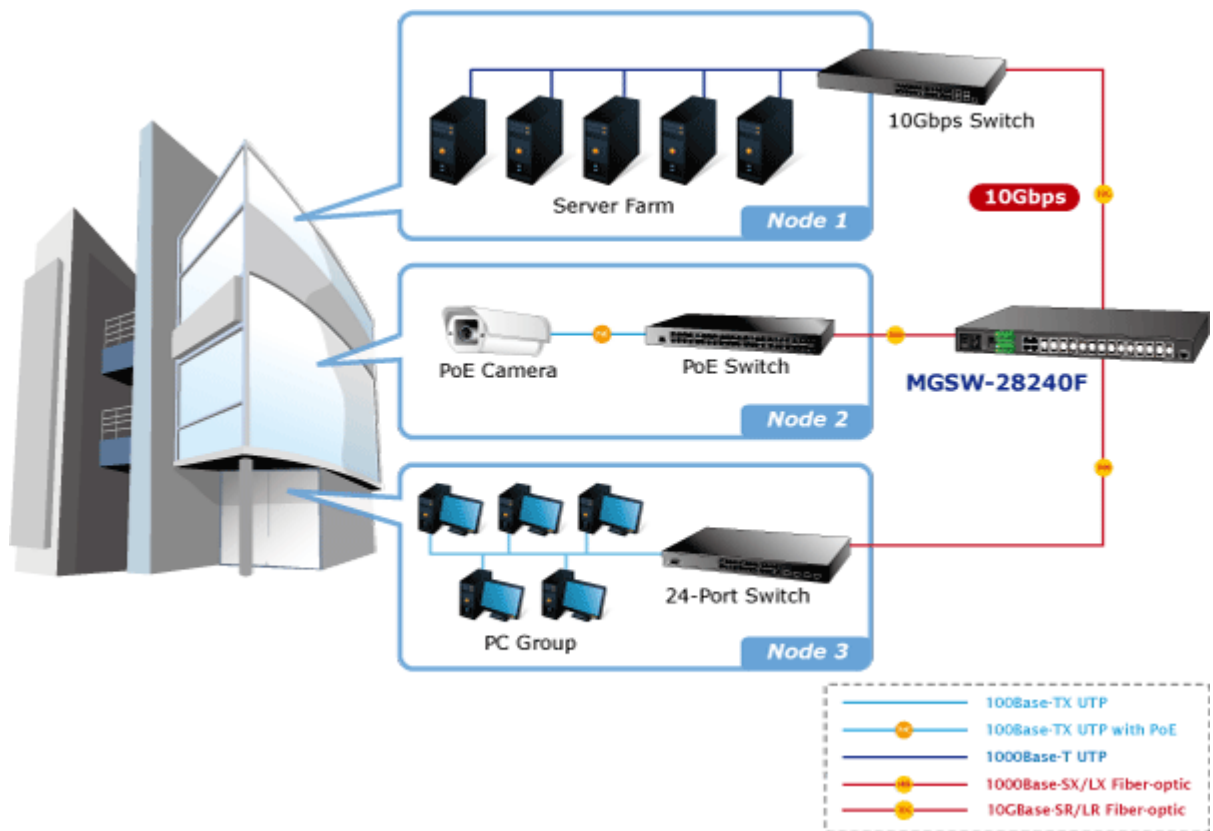 10Gbps Switch
Server Farm
Node 1
10Gbps
PoE Camera
PoE Switch
Node 2
MGSW-28240F
24-Port Switch
PC Group
Node 3
100Base-TX UTP
100Base-TX UTP with PoE
1000Base-T UTP
1000Base-SX/LX Fiber-optic
10GBase-SR/LR Fiber-optic